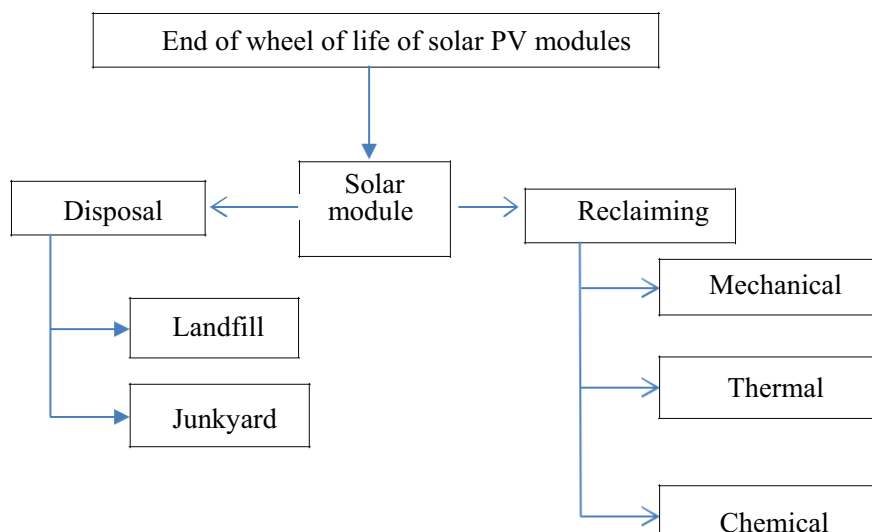 End of wheel of life of solar PV modules
Solar
module
Disposal
Reclaiming
Landfill
Junkyard
Mechanical
Thermal
Chemical